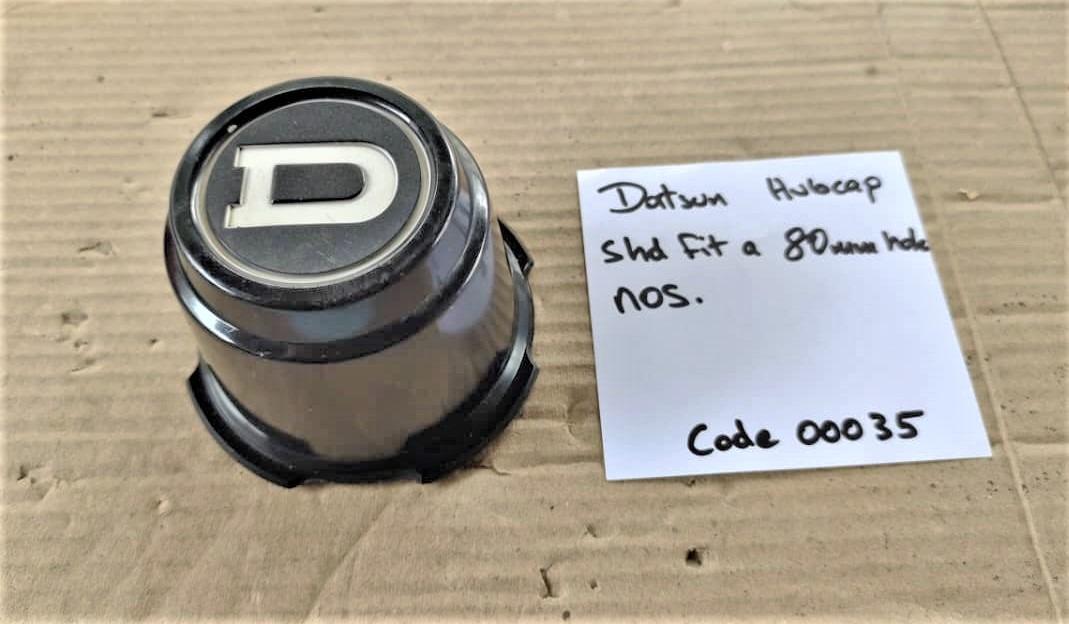 D
Datsun Hubcap
Shd Fit a 80mm hole
nos.
Code 00035